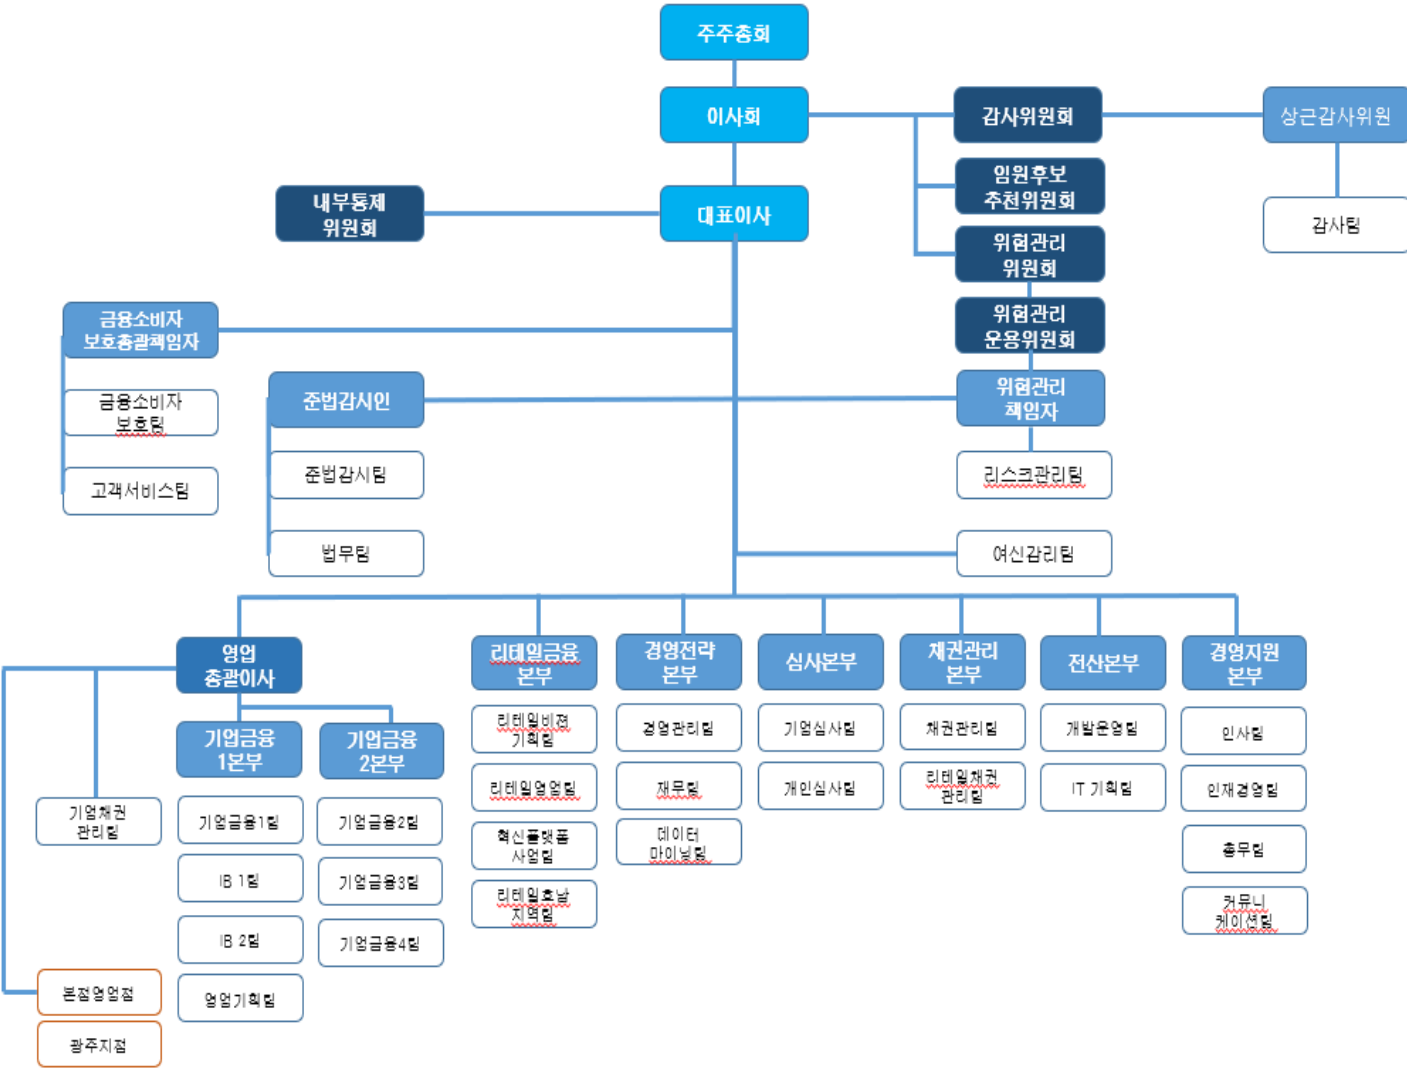 주주총회
이사회
감사위원회
상근감사위원
임원후보
추천위원회
내부통제
위원회
대표이사
감사팀
위험관리
위원회
위험관리
운용위원회
금융소비자
보호총괄책임자
준법감시인
위험관리
책임자
금융소비자
보호팀
준법감시팀
리스크관리팀
고객서비스팀
법무팀
여신감리팀
영업
총괄이사
리테일금융
본부
경영전략
본부
심사본부
채권관리
본부
전산본부
경영지원
본부
기업금융
1본부
기업금융
2본부
리테일비젼
기획팀
경영관리팀
기업심사팀
채권관리팀
개발운영팀
인사팀
리테일영업팀
재무팀
개인심사팀
리테일채권
관리팀
IT 기획팀
인재경영팀
기업채권
관리팀
기업금융1팀
기업금융2팀
혁신플랫폼
사업팀
데이터
마이닝팀
총무팀
IB 1팀
기업금융3팀
리테일호남
지역팀
커뮤니
케이션팀
IB 2팀
기업금융4팀
본점영업점
영업기획팀
광주지점